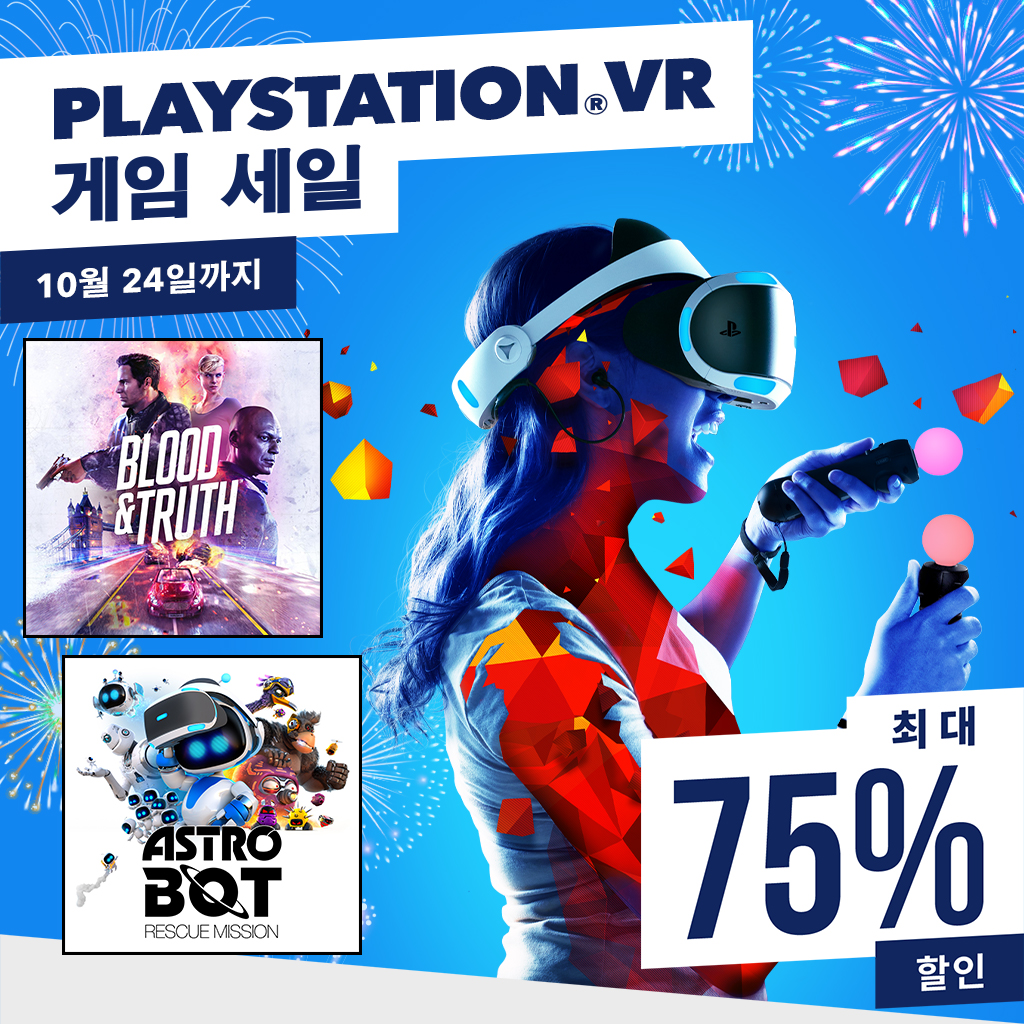 PLAYSTATION®VR
게임 세일
10월 24일까지
BLOOD
&TRUTH
ASTRO
BOT
RESCUE MISSION
최대
75%
할인